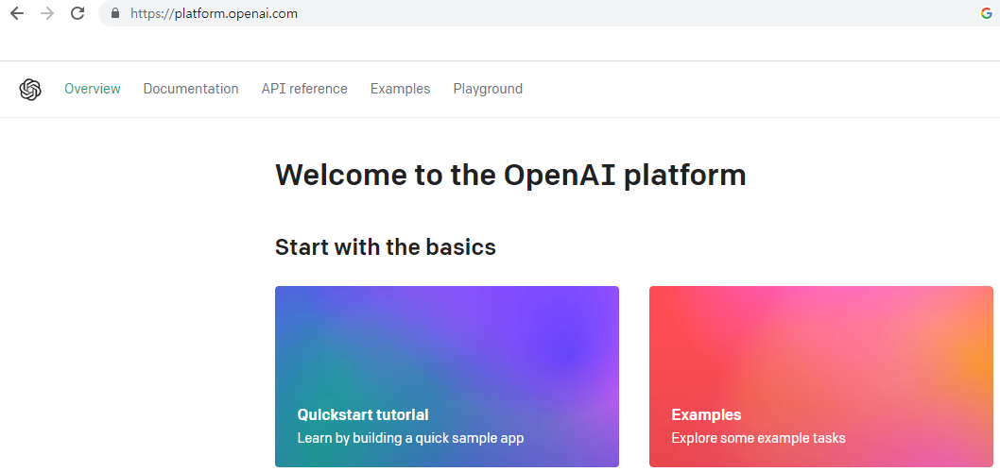 https://platform.openai.com
Overview Documentation API reference Examples Playground
Welcome to the OpenAI platform
Start with the basics
Quickstart tutorial
Learn by building a quick sample app
Examples
Explore some example tasks